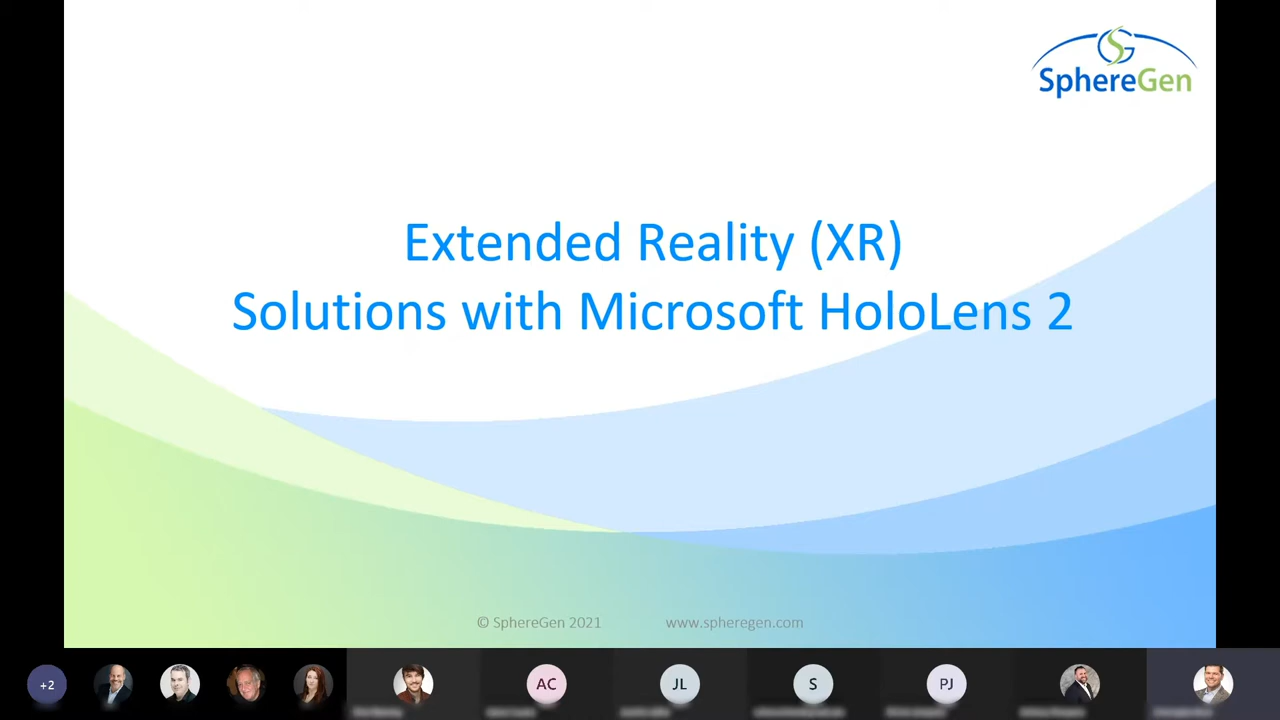 SphereGen
Extended Reality (XR)
Solutions with Microsoft HoloLens 2
© SphereGen 2021 www.spheregen.com
+2 AC JL S PJ